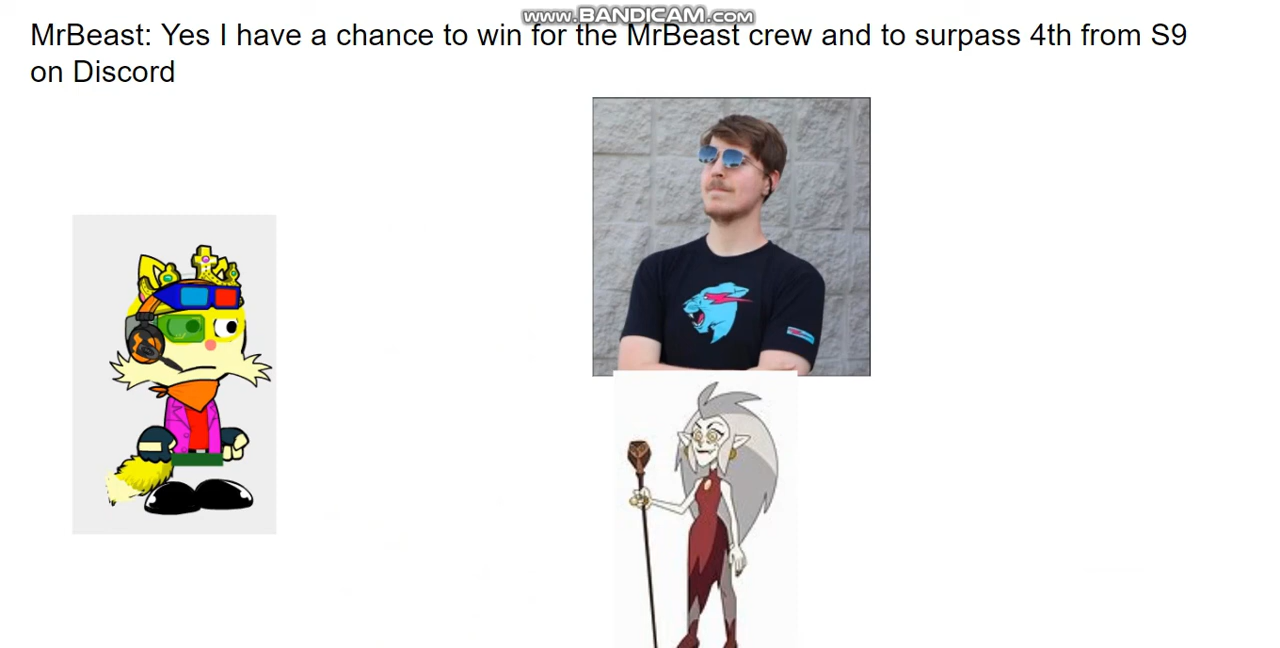 www.BANDICAM.com
MrBeast: Yes I have a chance to win for the MrBeast crew and to surpass 4th from S9
on Discord